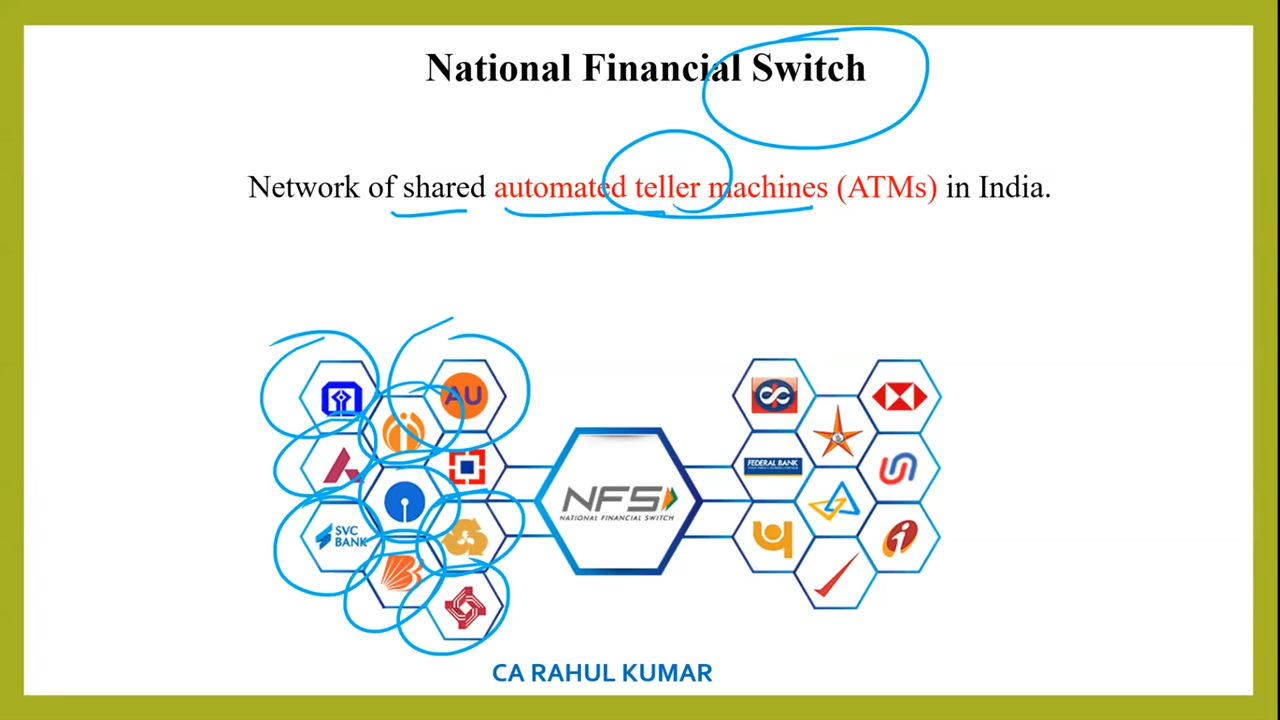 National Financial Switch
Network of shared automated teller machines (ATMs) in India.
AU
SVC
BANK
NFS
NATIONAL FINANCIAL SWITCH
FEDERAL BANK
CA RAHUL KUMAR